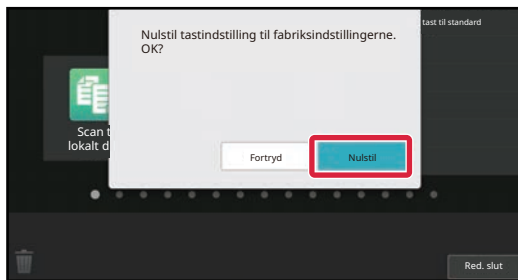 tast til standard
Nulstil tastindstilling til fabriksindstillingerne.
OK?
Scan t
lokalt d
Fortryd
Nulstil
Red. slut